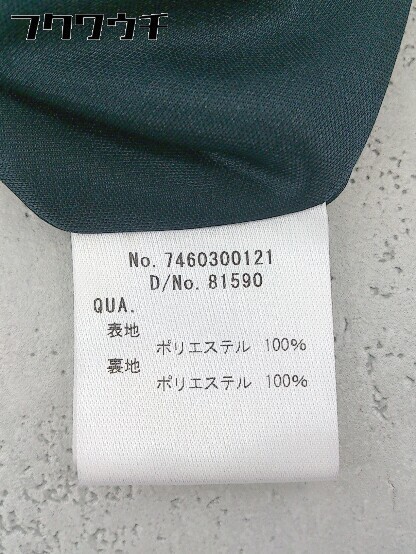 フクワウチ
No. 7460300121
D/No. 81590
QUA.
表地
ポリエステル 100%
裏地
ポリエステル 100%